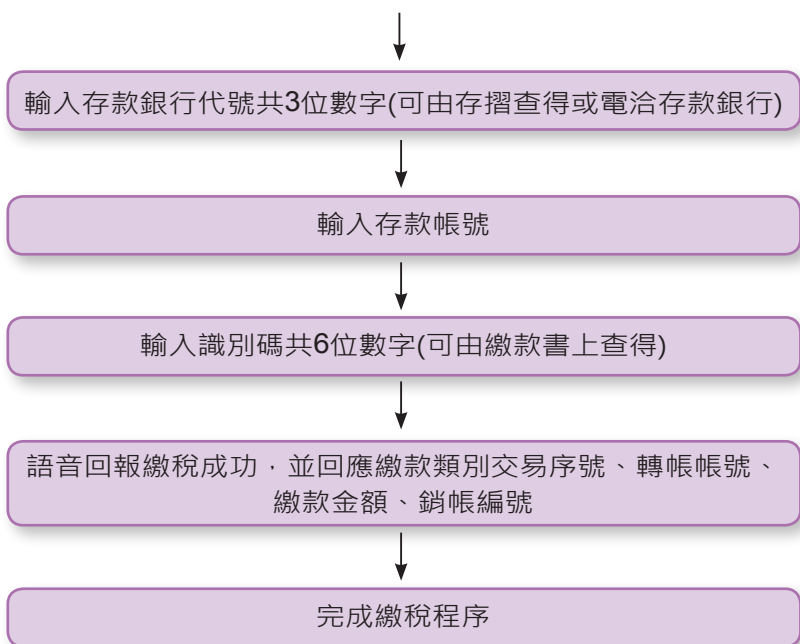 輸入存款銀行代號共3位數字(可由存摺查得或電洽存款銀行)
輸入存款帳號
輸入識別碼共6位數字(可由繳款書上查得)
語音回報繳稅成功，並回應繳款類別交易序號、轉帳帳號、
繳款金額、銷帳編號
完成繳稅程序